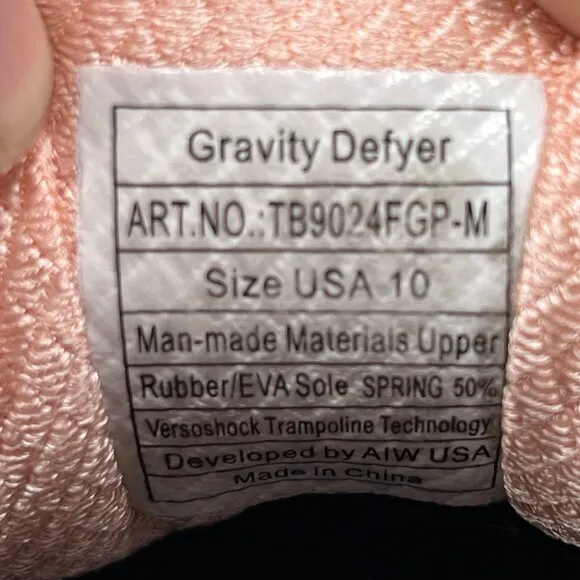 Gravity Defyer
ART.NO.:TB9024FGP-M
Size USA 10
Man-made Materials Upper
Rubber/EVA Sole SPRING 50%
Versoshock Trampoline Technology
Developed by AIW USA
Made in China